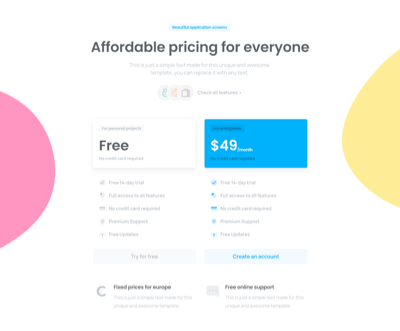 Beautiful application screens
Affordable pricing for everyone
This is just a simple text made for this unique and awesome
template, you can replace it with any text.
Check all features ›
For personal projects
Free
No credit card required
$49/month
No credit card required
Free 14-day trial
Full access to all features
No credit card required
Premium Support
Free Updates
Try for free
Free 14-day trial
Full access to all features
No credit card required
Premium Support
Free Updates
Create an account
Fixed prices for europe
This is just a simple text made for this
unique and awesome template
Free online support
This is just a simple text made for this
unique and awesome template